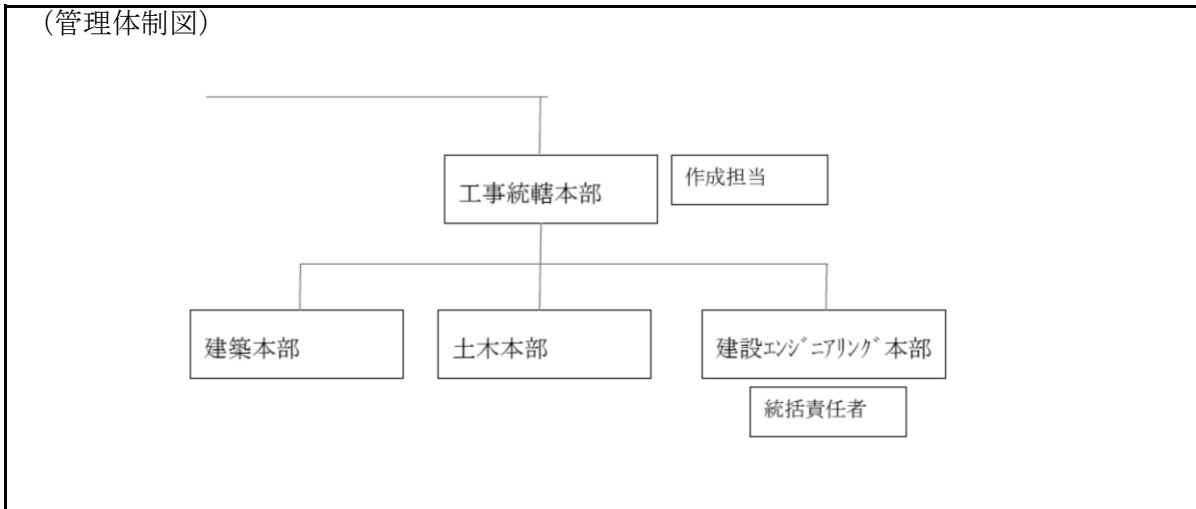 （管理体制図）
工事統轄本部
作成担当
建築本部
土木本部
建設ｴﾝｼﾞﾆｱﾘﾝｸﾞ本部
統括責任者